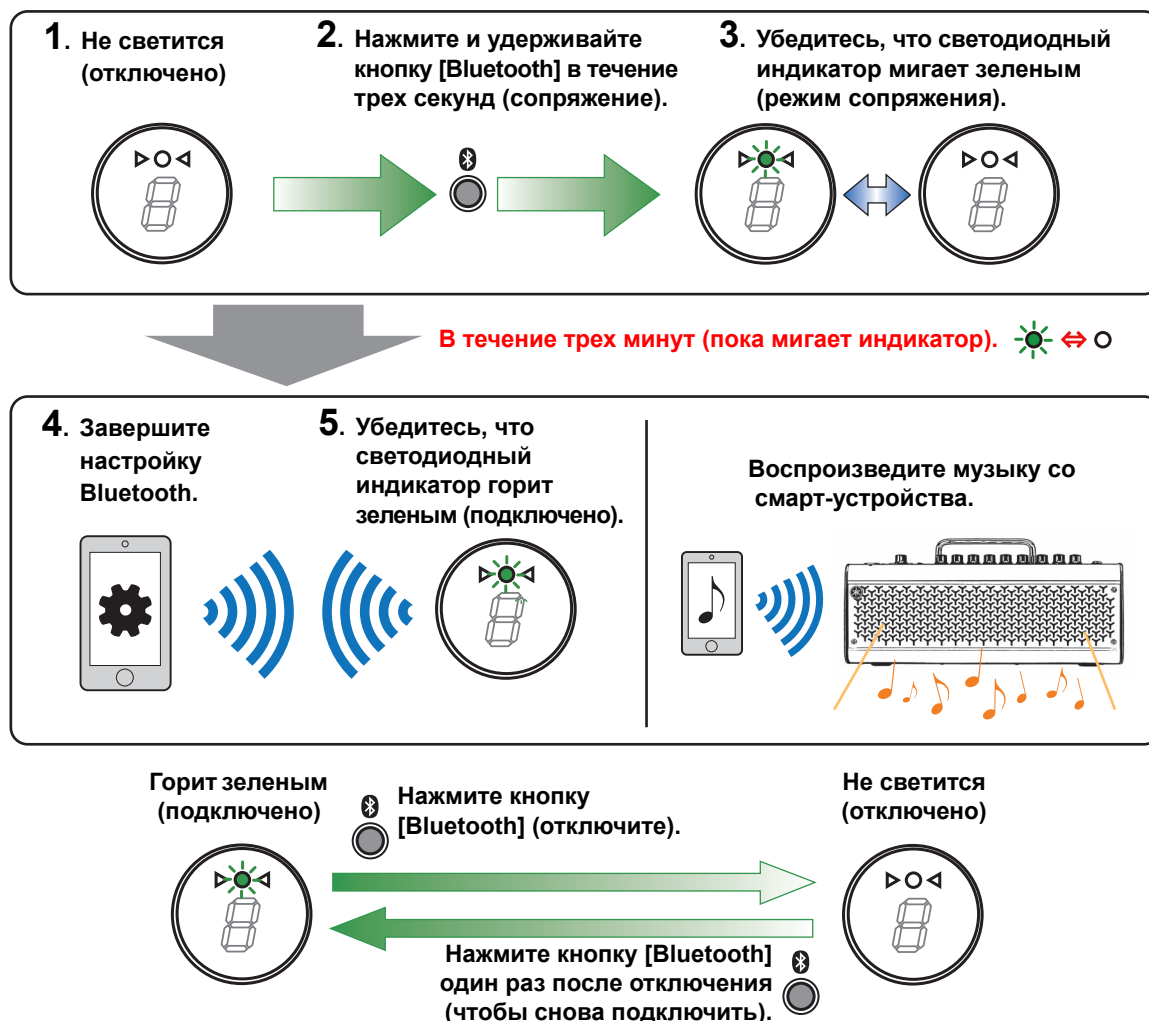 1. Не светится
(отключено)
2. Нажмите и удерживайте
кнопку [Bluetooth] в течение
трех секунд (сопряжение).
3. Убедитесь, что светодиодный
индикатор мигает зеленым
(режим сопряжения).
В течение трех минут (пока мигает индикатор).
4. Завершите
настройку
Bluetooth.
5. Убедитесь, что
светодиодный
индикатор горит
зеленым (подключено).
Воспроизведите музыку со
смарт-устройства.
Горит зеленым
(подключено)
Нажмите кнопку
[Bluetooth] (отключите).
Не светится
(отключено)
Нажмите кнопку [Bluetooth]
один раз после отключения
(чтобы снова подключить).